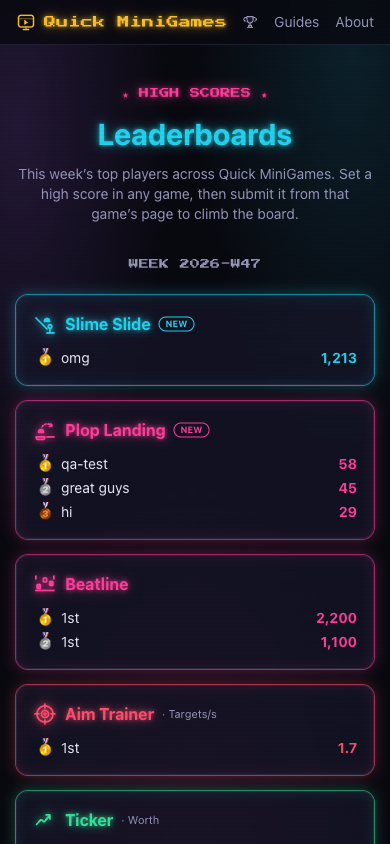 Quick MiniGames
Guides
About
★ HIGH SCORES ★
Leaderboards
This week's top players across Quick MiniGames. Set a
high score in any game, then submit it from that
game's page to climb the board.
WEEK 2026-W47
Slime Slide NEW
omg 1,213
Plop Landing NEW
qa-test 58
great guys 45
hi 29
Beatline
1st 2,200
1st 1,100
Aim Trainer · Targets/s
1st 1.7
Ticker · Worth